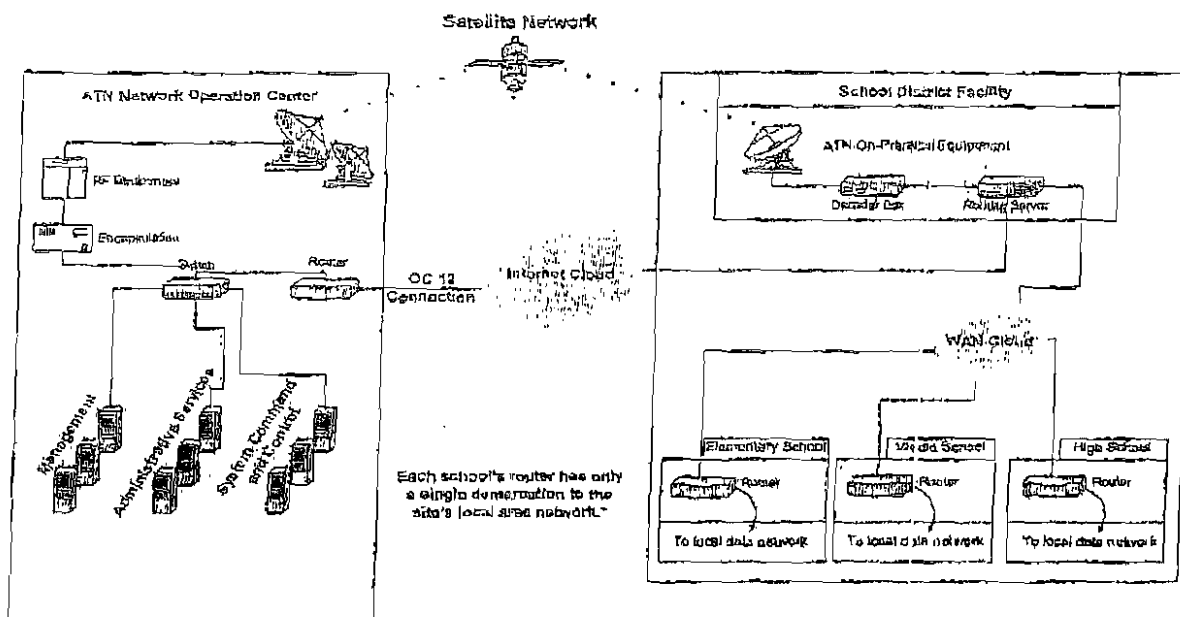 Satellite Network
ATN Network Operation Center
School District Facility
ATN On-Premise Equipment
RF Equipment
Decoder Box
Routing Server
Encapsulation
Switch
Router
Internet Cloud
OC 12
Connection
WAN Cloud
Management
Administrative Services
System Command
and Control
Elementary School
Middle School
High School
Each school's router has only
a single demarcation to the
site's local area network."
Router
Router
Router
To local data network
To local data network
To local data network